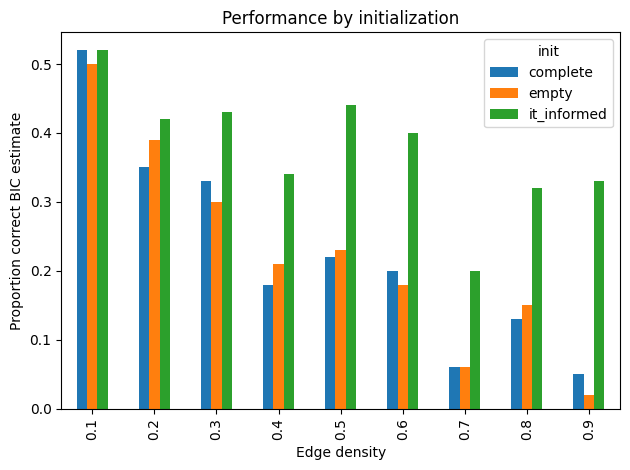 Performance by initialization
Proportion correct BIC estimate
0.5
0.4
0.3
0.2
0.1
0.0
init
complete
empty
it_informed
0.1 0.2 0.3 0.4 0.5 0.6 0.7 0.8 0.9
Edge density